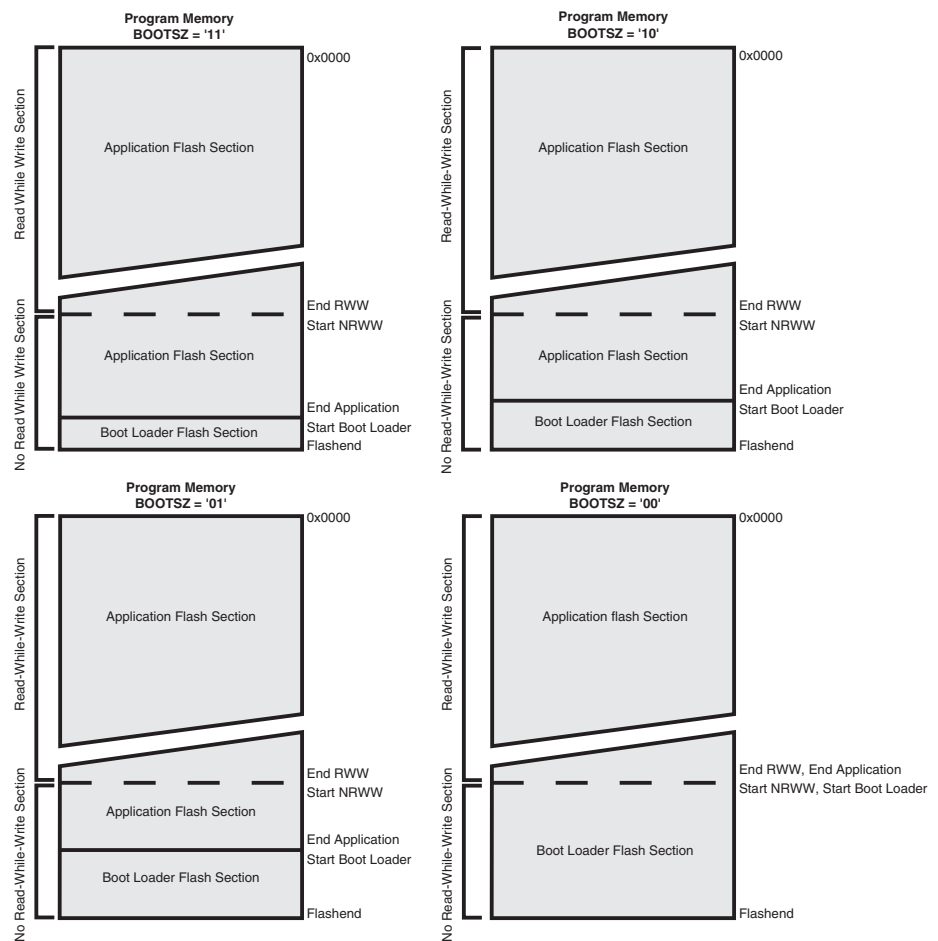 Program Memory
BOOTSZ = '11'
0x0000
Read While Write Section
Application Flash Section
End RWW
Start NRWW
No Read While Write Section
Application Flash Section
End Application
Start Boot Loader
Boot Loader Flash Section
Flashend
Program Memory
BOOTSZ = '10'
0x0000
Read-While-Write Section
Application Flash Section
End RWW
Start NRWW
No Read-While-Write Section
Application Flash Section
End Application
Start Boot Loader
Boot Loader Flash Section
Flashend
Program Memory
BOOTSZ = '01'
0x0000
Read-While-Write Section
Application Flash Section
End RWW
Start NRWW
No Read-While-Write Section
Application Flash Section
End Application
Start Boot Loader
Boot Loader Flash Section
Flashend
Program Memory
BOOTSZ = '00'
0x0000
Read-While-Write Section
Application flash Section
End RWW, End Application
Start NRWW, Start Boot Loader
No Read-While-Write Section
Boot Loader Flash Section
Flashend